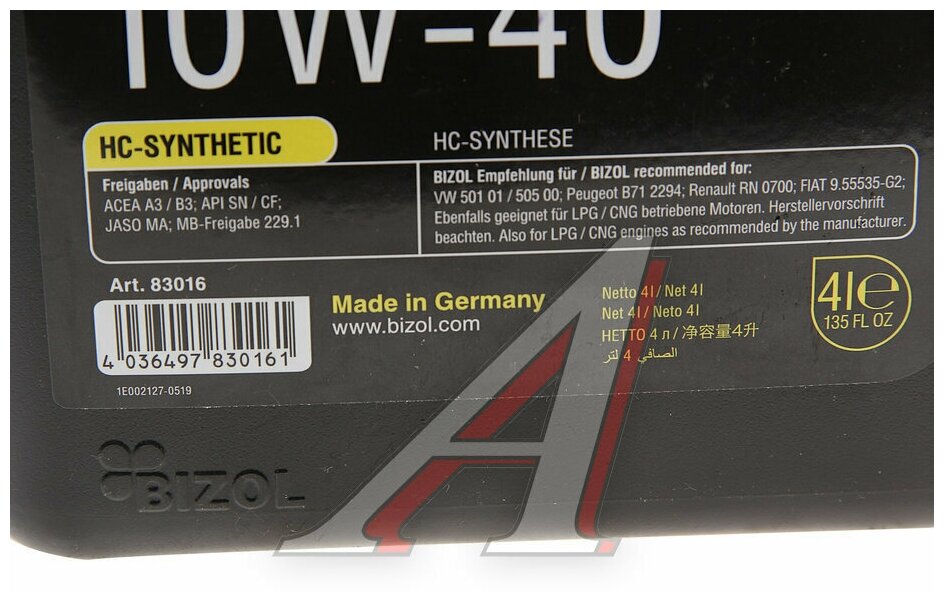 10W-40
HC-SYNTHETIC
HC-SYNTHESE
Freigaben / Approvals
ACEA A3 / B3; API SN / CF;
JASO MA; MB-Freigabe 229.1
BIZOL Empfehlung für / BIZOL recommended for:
VW 501 01 / 505 00; Peugeot B71 2294; Renault RN 0700; FIAT 9.55535-G2;
Ebenfalls geeignet für LPG / CNG betriebene Motoren. Herstellervorschrift
beachten. Also for LPG / CNG engines as recommended by the manufacturer.
Art. 83016
4 036497 830161
1E002127-0519
Made in Germany
www.bizol.com
Netto 4l / Net 4l
Net 4l / Neto 4l
НЕТТО 4 л / 净容量4升
الصافي 4 لتر
4l℮
135 FL OZ
BIZOL